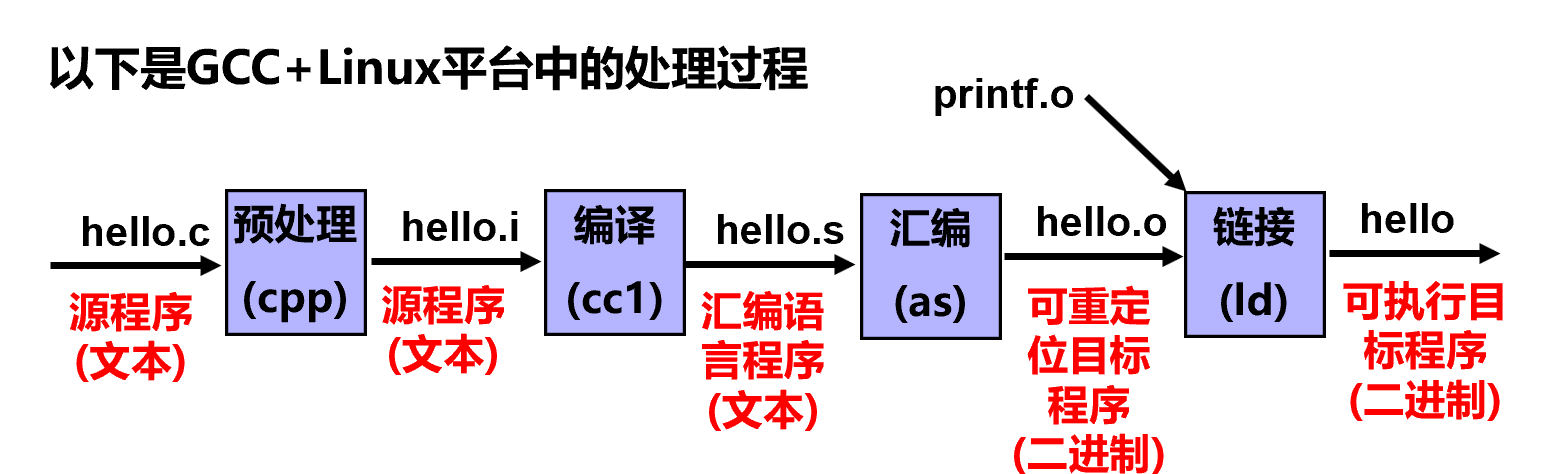 以下是GCC+Linux平台中的处理过程
printf.o
hello.c
源程序
(文本)
预处理
(cpp)
hello.i
源程序
(文本)
编译
(cc1)
hello.s
汇编语
言程序
(文本)
汇编
(as)
hello.o
可重定
位目标
程序
(二进制)
链接
(ld)
hello
可执行目
标程序
(二进制)